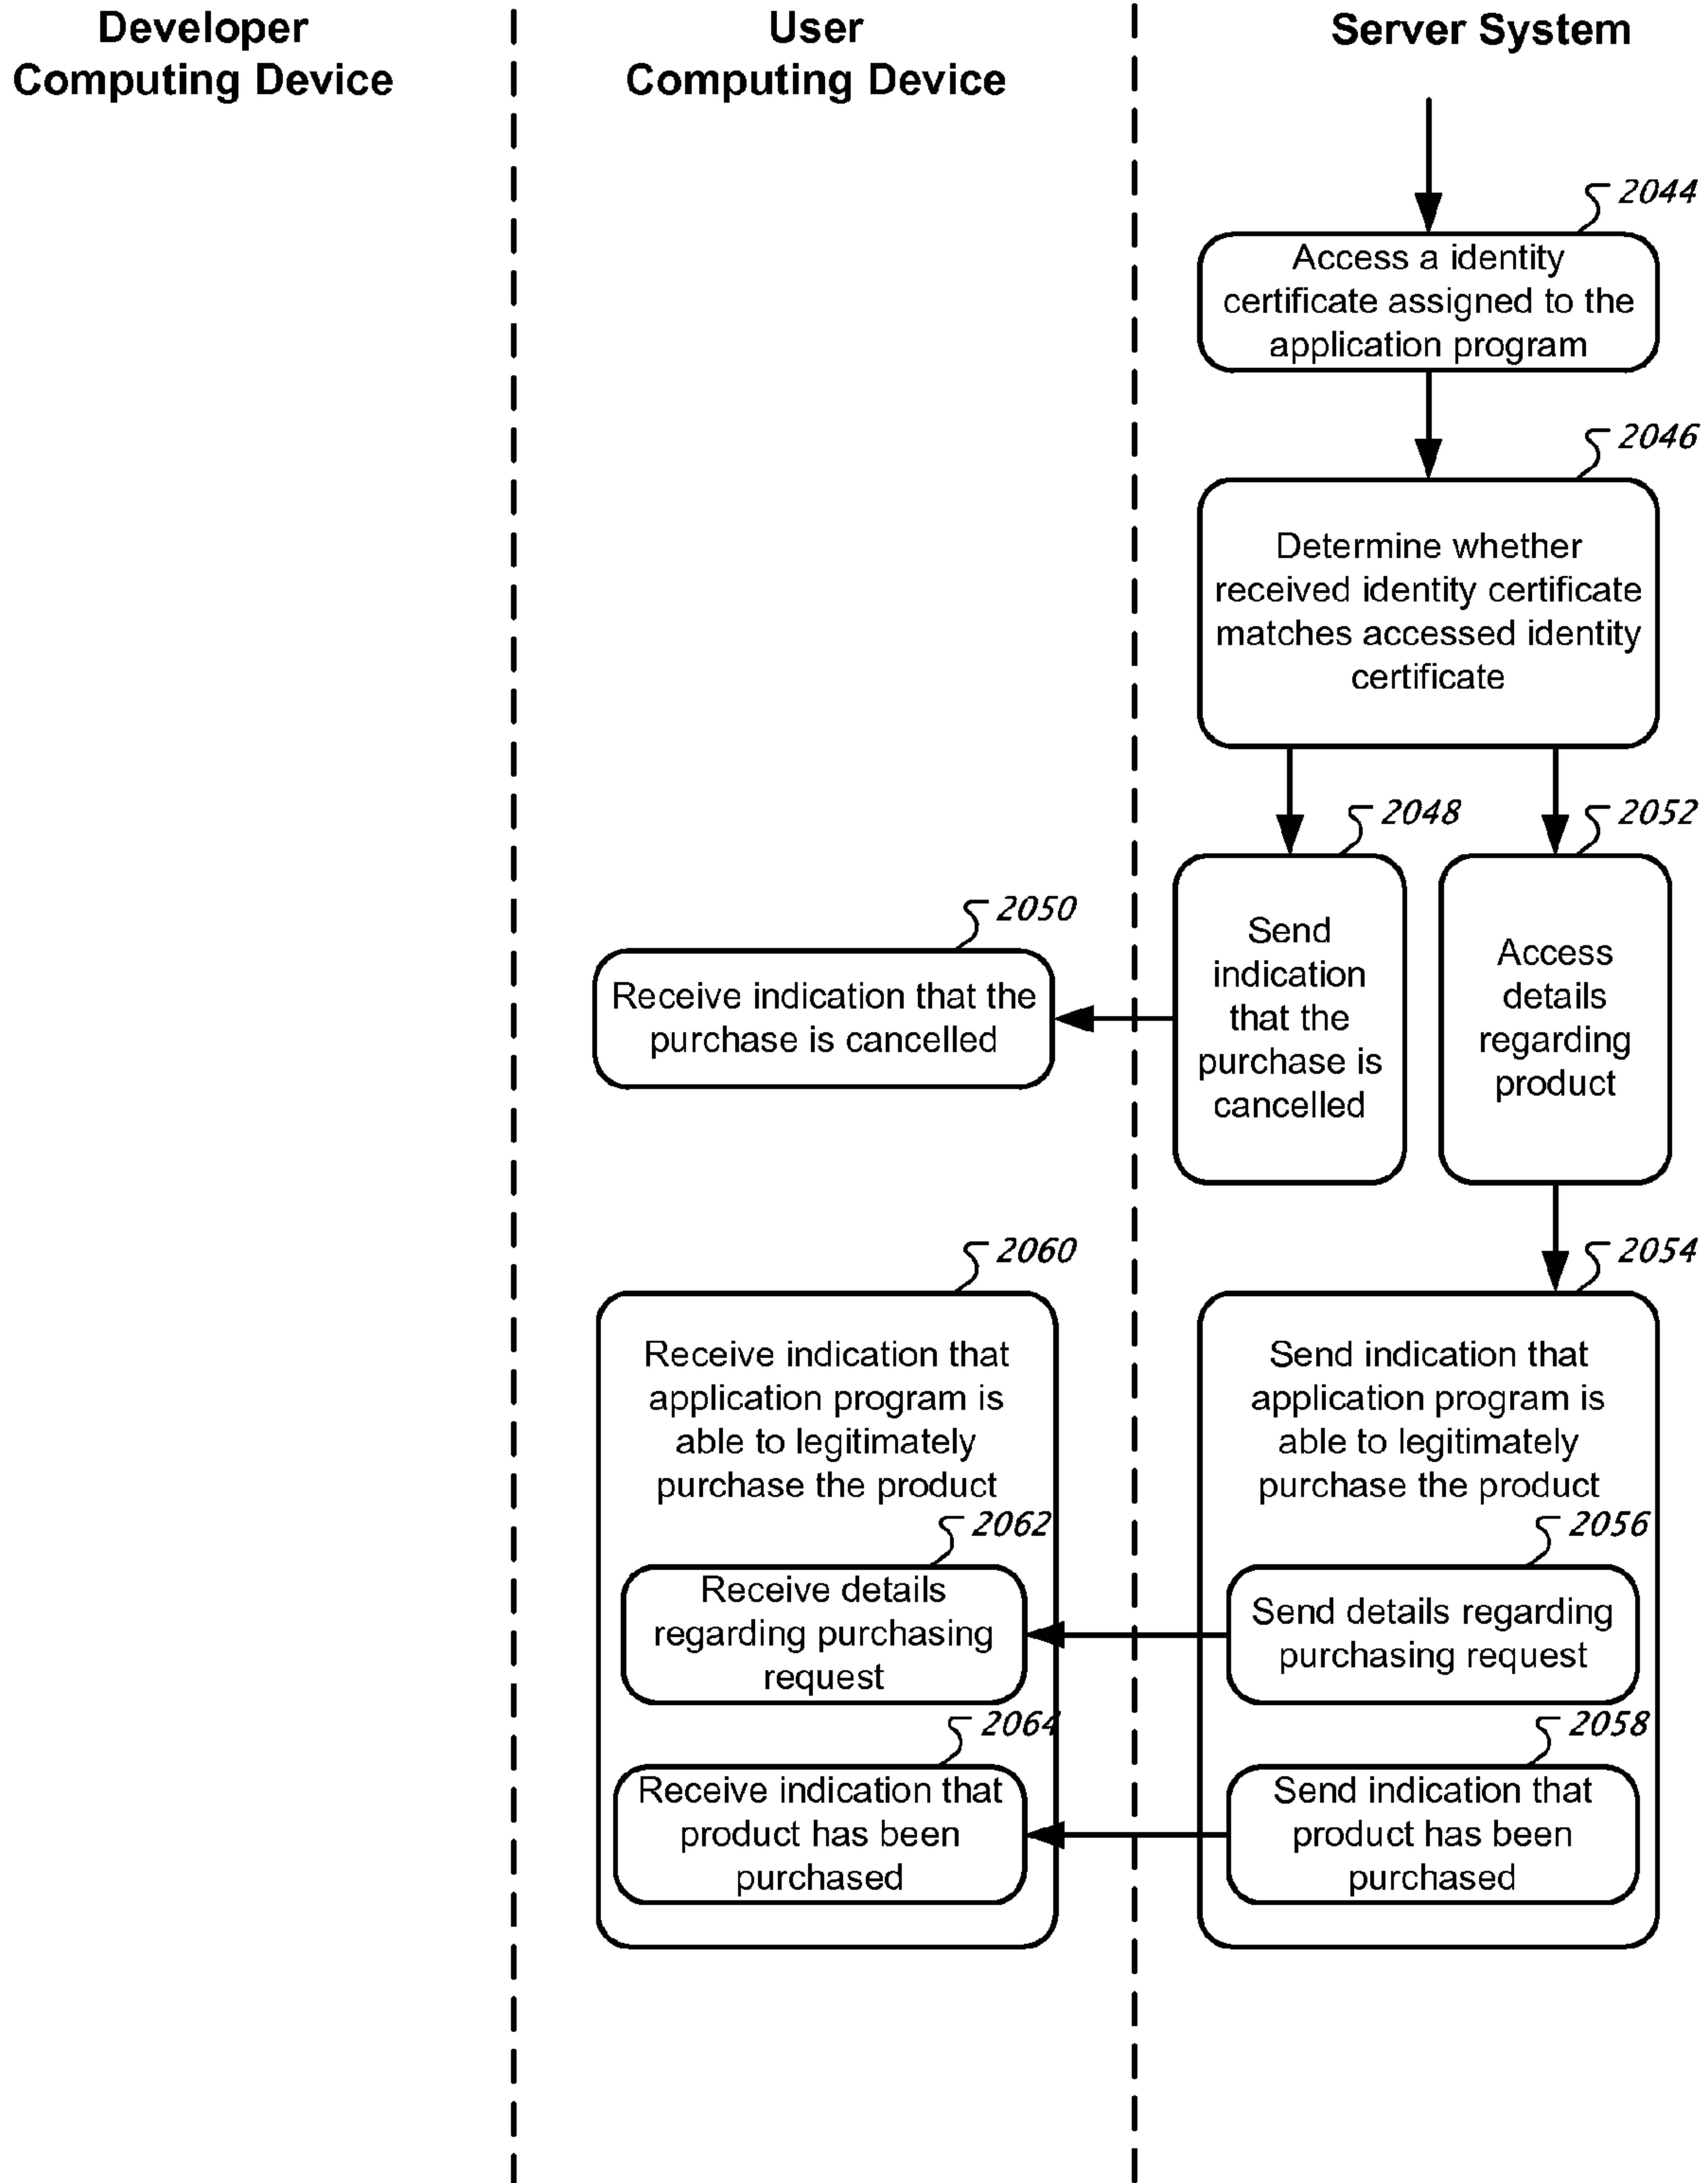 Developer
Computing Device
User
Computing Device
Server System
2044
Access a identity
certificate assigned to the
application program
2046
Determine whether
received identity certificate
matches accessed identity
certificate
2048
Send
indication
that the
purchase is
cancelled
2052
Access
details
regarding
product
2050
Receive indication that the
purchase is cancelled
2060
Receive indication that
application program is
able to legitimately
purchase the product
2062
Receive details
regarding purchasing
request
2064
Receive indication that
product has been
purchased
2054
Send indication that
application program is
able to legitimately
purchase the product
2056
Send details regarding
purchasing request
2058
Send indication that
product has been
purchased